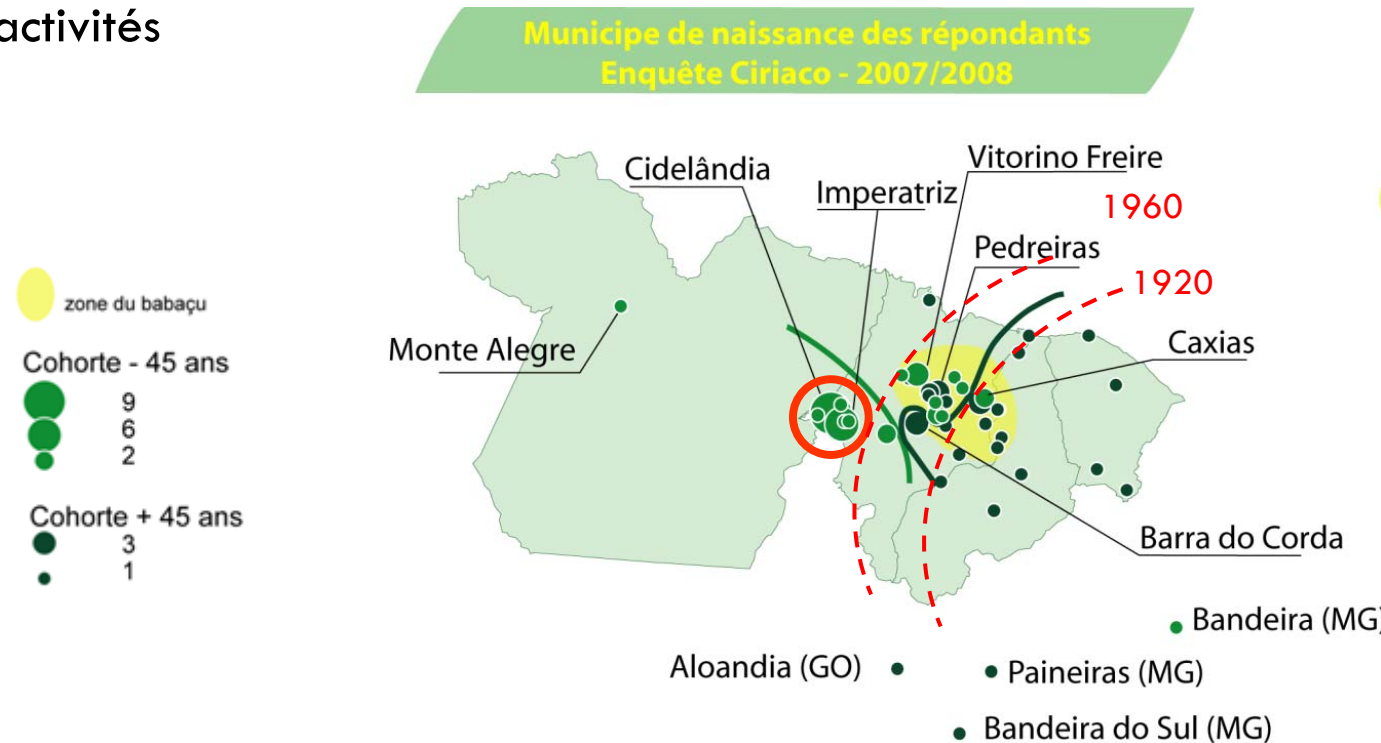 activités
Municipe de naissance des répondants
Enquête Ciriaco - 2007/2008
Cidelândia
Vitorino Freire
Imperatriz
1960
Pedreiras
1920
zone du babaçu
Cohorte - 45 ans
9
6
2
Monte Alegre
Caxias
Cohorte + 45 ans
3
1
Barra do Corda
Bandeira (MG)
Aloandia (GO)
Paineiras (MG)
Bandeira do Sul (MG)